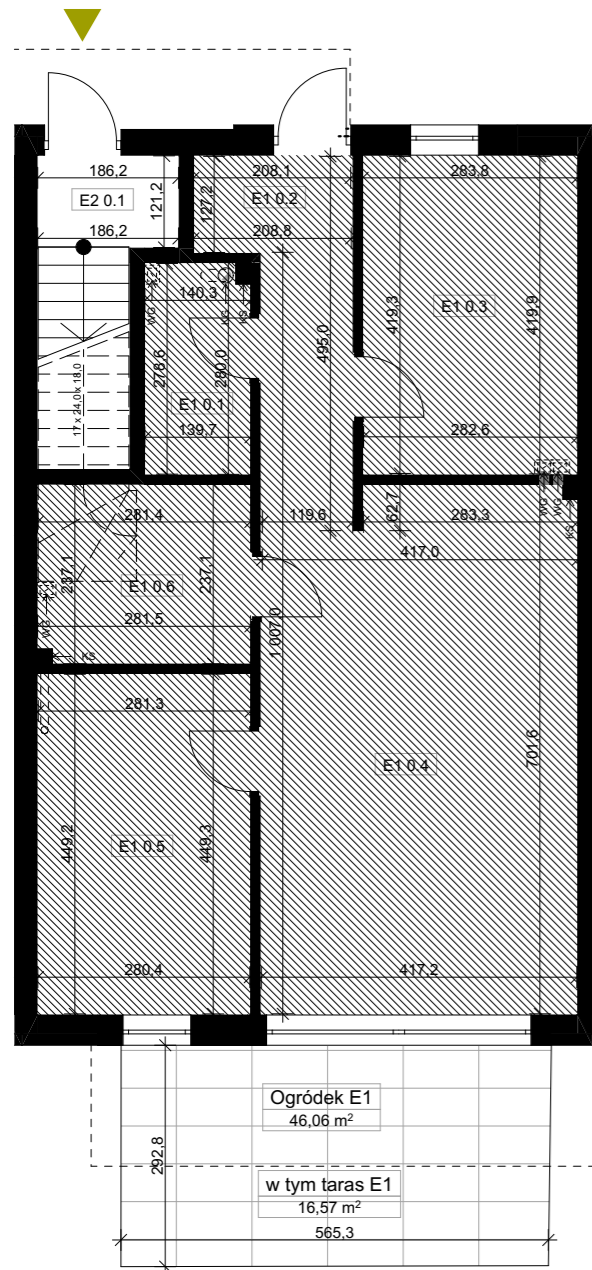 186,2
208,1
283,8
E2 0.1
121,2
127,2
E1 0.2
186,2
208,8
140,3
WG
KG
KS
495,0
419,3
E1 0.3
419,9
278,6
280,0
17 x 24,0 x 18,0
E1 0.1
139,7
282,6
WG
WG
KS
281,4
119,6
62,7
283,3
417,0
237,1
E1 0.6
237,1
281,5
WG
KS
1 007,0
281,3
701,6
E1 0.4
449,2
E1 0.5
449,3
280,4
417,2
Ogródek E1
46,06 m²
292,8
w tym taras E1
16,57 m²
565,3